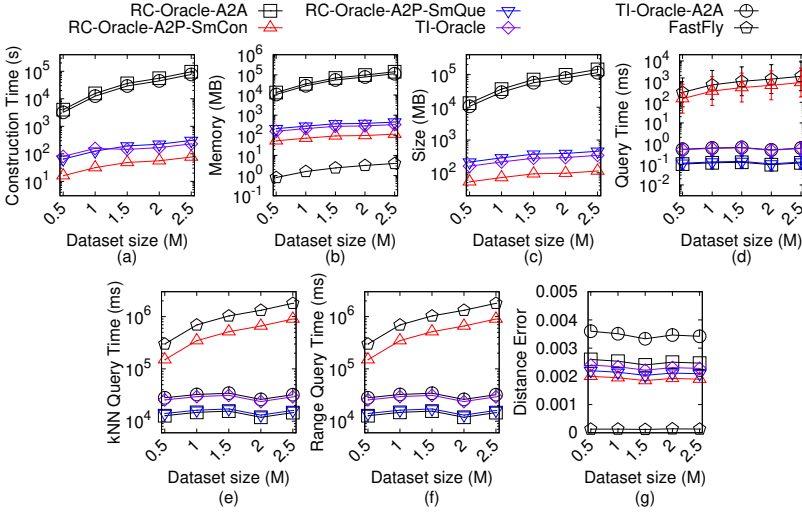 RC-Oracle-A2A RC-Oracle-A2P-SmQue TI-Oracle-A2A
RC-Oracle-A2P-SmCon TI-Oracle FastFly
Construction Time (s)
10^5
10^4
10^3
10^2
10^1
0.5 1 1.5 2 2.5
Dataset size (M)
(a)
Memory (MB)
10^6
10^5
10^4
10^3
10^2
10^1
10^0
10^-1
0.5 1 1.5 2 2.5
Dataset size (M)
(b)
Size (MB)
10^5
10^4
10^3
10^2
0.5 1 1.5 2 2.5
Dataset size (M)
(c)
Query Time (ms)
10^4
10^3
10^2
10^1
10^0
10^-1
10^-2
0.5 1 1.5 2 2.5
Dataset size (M)
(d)
kNN Query Time (ms)
10^6
10^5
10^4
0.5 1 1.5 2 2.5
Dataset size (M)
(e)
Range Query Time (ms)
10^6
10^5
10^4
0.5 1 1.5 2 2.5
Dataset size (M)
(f)
Distance Error
0.005
0.004
0.003
0.002
0.001
0
0.5 1 1.5 2 2.5
Dataset size (M)
(g)